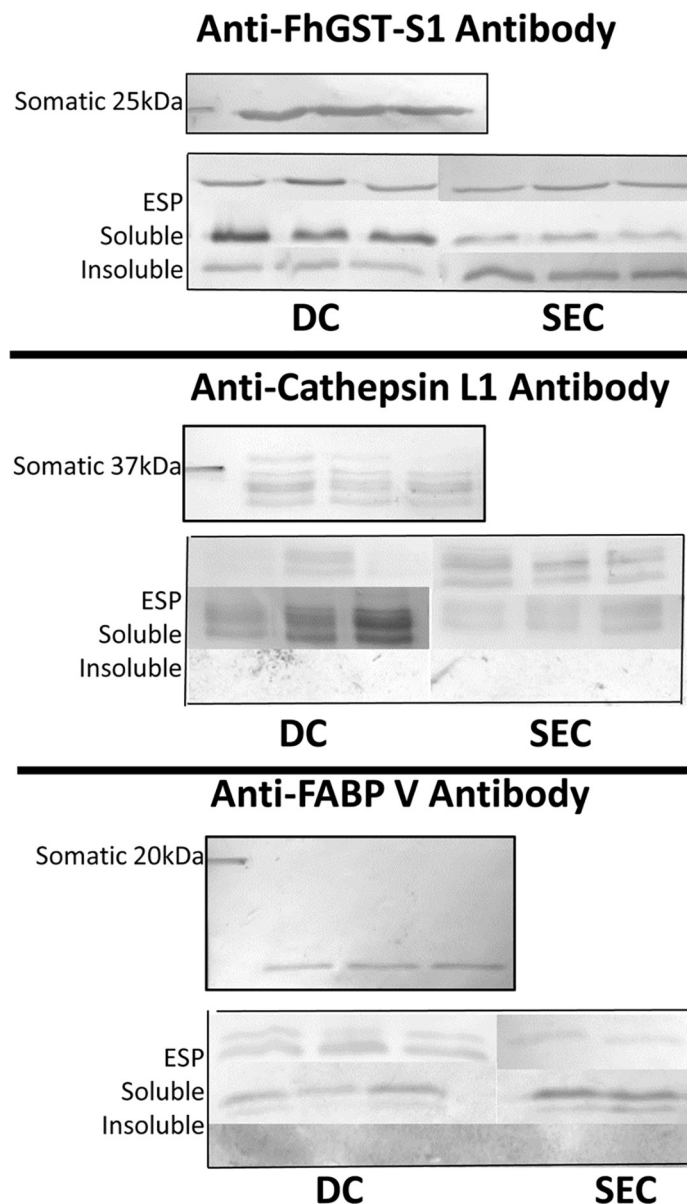 Anti-FhGST-S1 Antibody
Somatic 25kDa
ESP
Soluble
Insoluble
DC SEC
Anti-Cathepsin L1 Antibody
Somatic 37kDa
ESP
Soluble
Insoluble
DC SEC
Anti-FABP V Antibody
Somatic 20kDa
ESP
Soluble
Insoluble
DC SEC